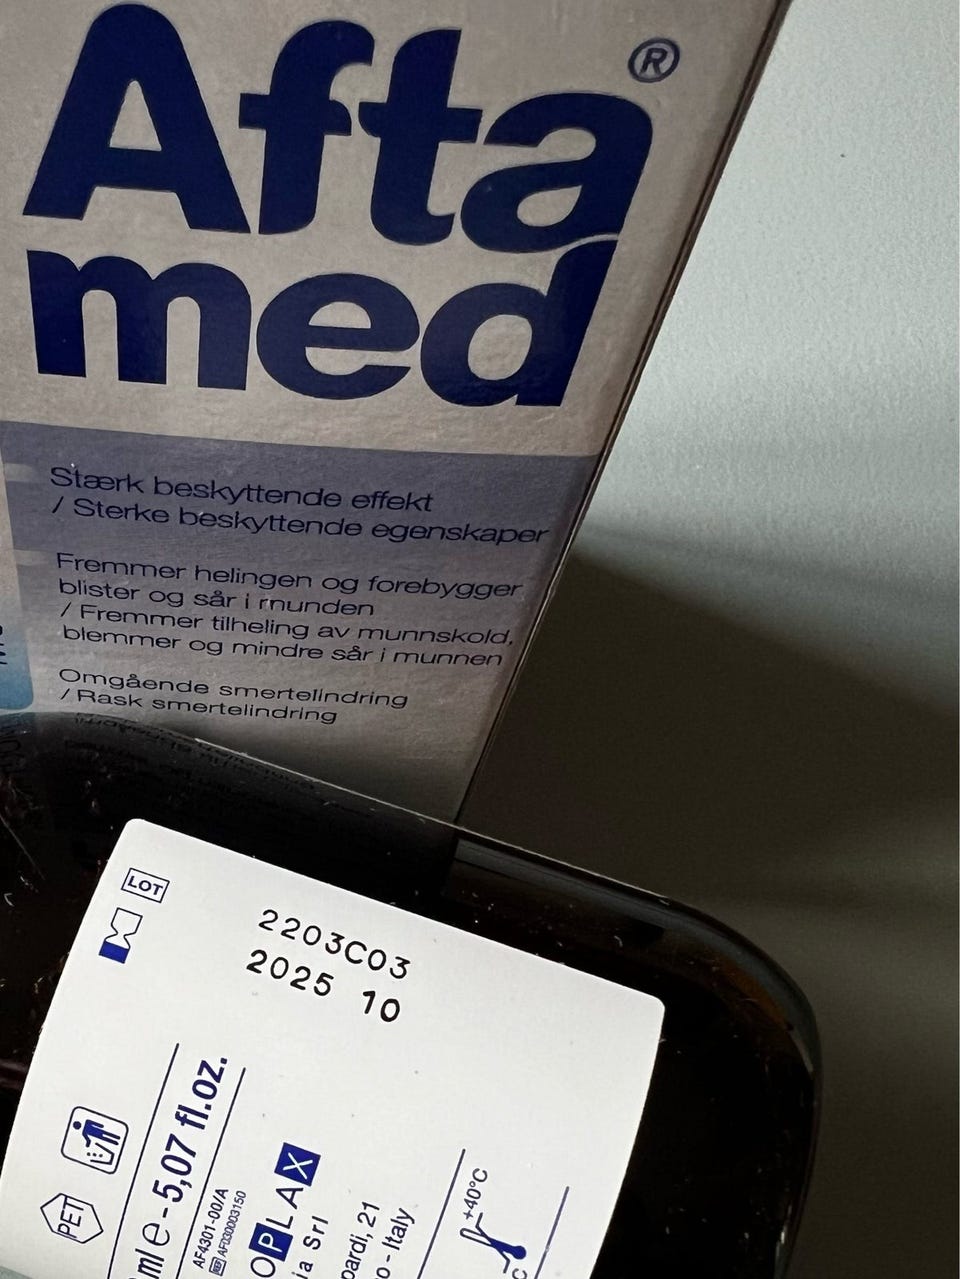 Afta®
med
Stærk beskyttende effekt
/ Sterke beskyttende egenskaper
Fremmer helingen og forebygger
blister og sår i munden
/ Fremmer tilheling av munnskold,
blemmer og mindre sår i munnen
Omgående smertelindring
/ Rask smertelindring
LOT
2203C03
2025 10
PET
ml e - 5,07 fl.oz.
AF4301-00/A
REF AF030003150
OPLAX
ia Srl
pardi, 21
o - Italy
+40°C
C